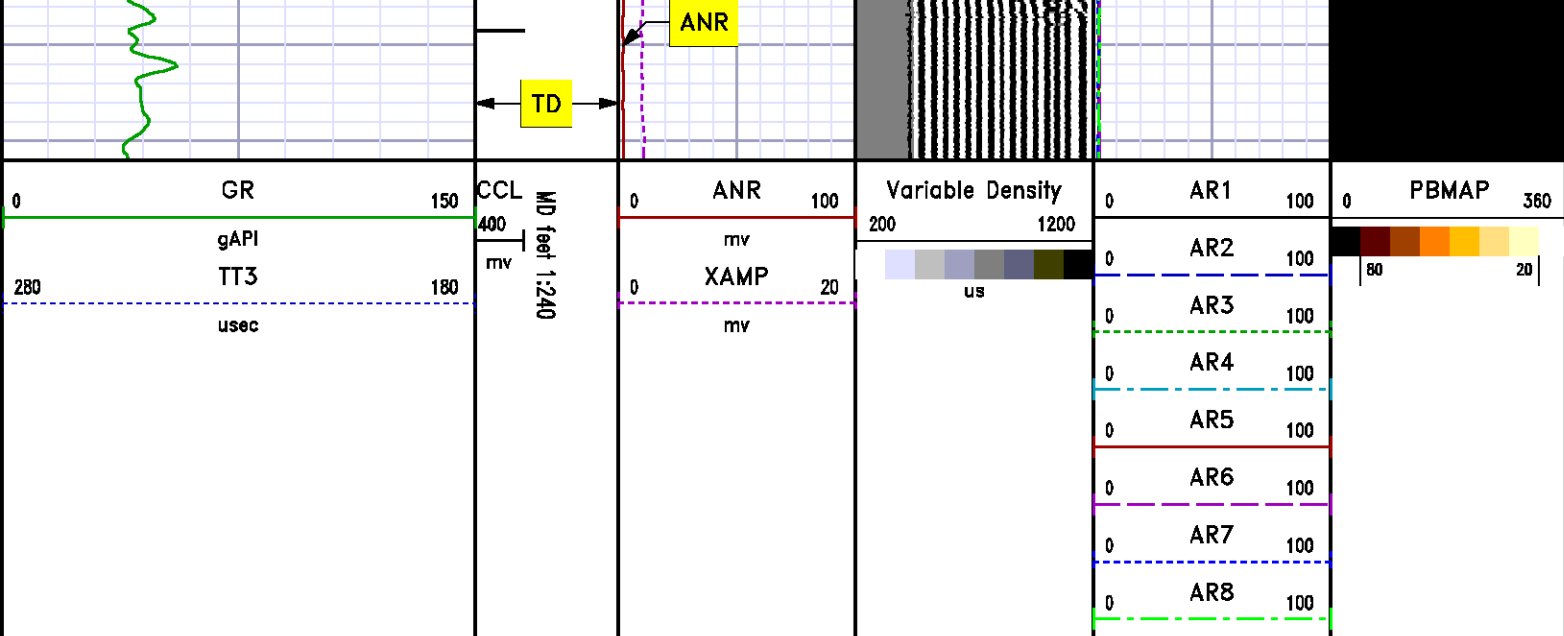 ANR
TD
GR
0 150
gAPI
TT3
280 180
usec
CCL
400
mv
MD feet 1:240
ANR
0 100
mv
XAMP
0 20
mv
Variable Density
200 1200
us
AR1
0 100
AR2
0 100
AR3
0 100
AR4
0 100
AR5
0 100
AR6
0 100
AR7
0 100
AR8
0 100
PBMAP
0 360
80 20